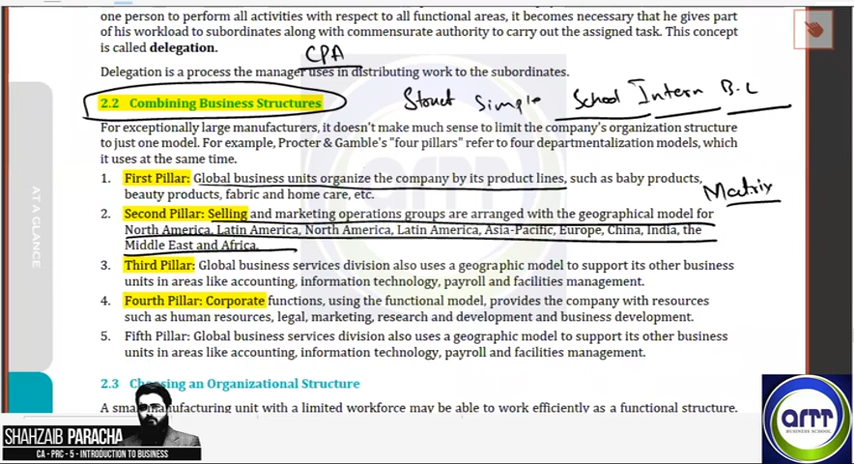 one person to perform all activities with respect to all functional areas, it becomes necessary that he gives part
of his workload to subordinates along with commensurate authority to carry out the assigned task. This concept
is called delegation.
CPA
Delegation is a process the manager uses in distributing work to the subordinates.
2.2 Combining Business Structures
Stouct Simple School Intern B.L
For exceptionally large manufacturers, it doesn't make much sense to limit the company's organization structure
to just one model. For example, Procter & Gamble's "four pillars" refer to four departmentalization models, which
it uses at the same time.
1. First Pillar: Global business units organize the company by its product lines, such as baby products,
beauty products, fabric and home care, etc.
Matrix
2. Second Pillar: Selling and marketing operations groups are arranged with the geographical model for
North America, Latin America, North America, Latin America, Asia-Pacific, Europe, China, India, the
Middle East and Africa.
3. Third Pillar: Global business services division also uses a geographic model to support its other business
units in areas like accounting, information technology, payroll and facilities management.
4. Fourth Pillar: Corporate functions, using the functional model, provides the company with resources
such as human resources, legal, marketing, research and development and business development.
5. Fifth Pillar: Global business services division also uses a geographic model to support its other business
units in areas like accounting, information technology, payroll and facilities management.
2.3 Choosing an Organizational Structure
A small manufacturing unit with a limited workforce may be able to work efficiently as a functional structure.
AT A GLANCE
SHAHZAIB PARACHA
CA - PRC - 5 - INTRODUCTION TO BUSINESS
artt
BUSINESS SCHOOL